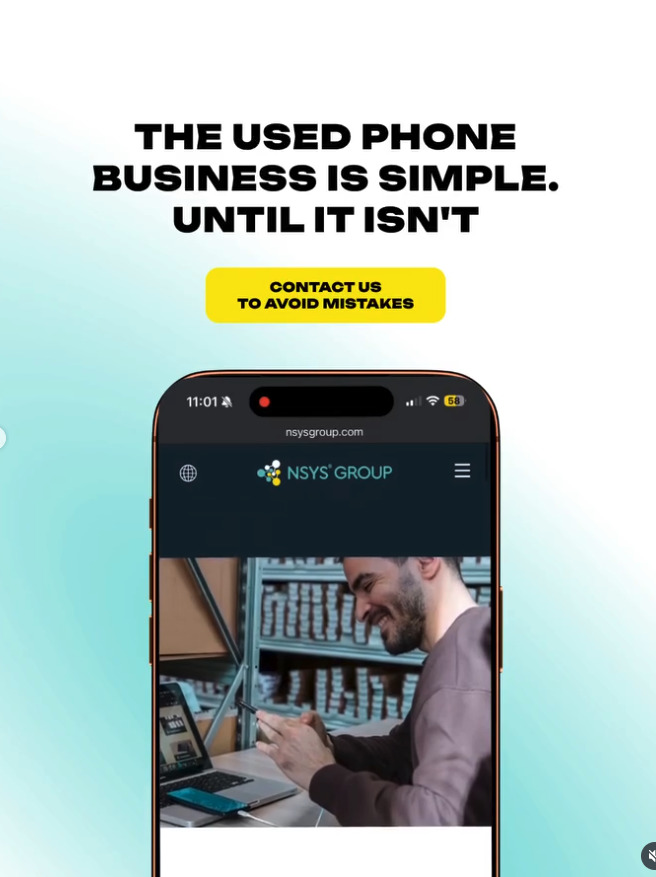 THE USED PHONE
BUSINESS IS SIMPLE.
UNTIL IT ISN'T
CONTACT US
TO AVOID MISTAKES
11:01
58
nsysgroup.com
NSYS® GROUP